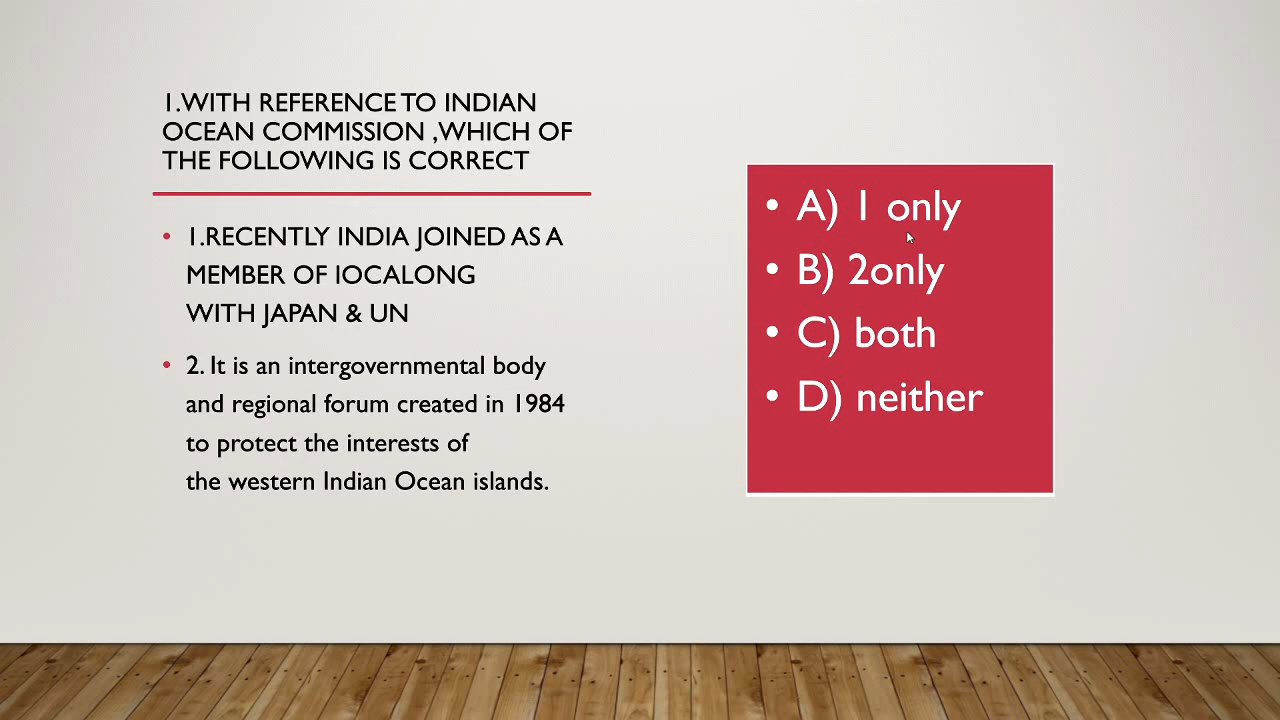 1.WITH REFERENCE TO INDIAN
OCEAN COMMISSION ,WHICH OF
THE FOLLOWING IS CORRECT
• 1.RECENTLY INDIA JOINED AS A
MEMBER OF IOCALONG
WITH JAPAN & UN
• 2. It is an intergovernmental body
and regional forum created in 1984
to protect the interests of
the western Indian Ocean islands.
• A) 1 only
• B) 2only
• C) both
• D) neither